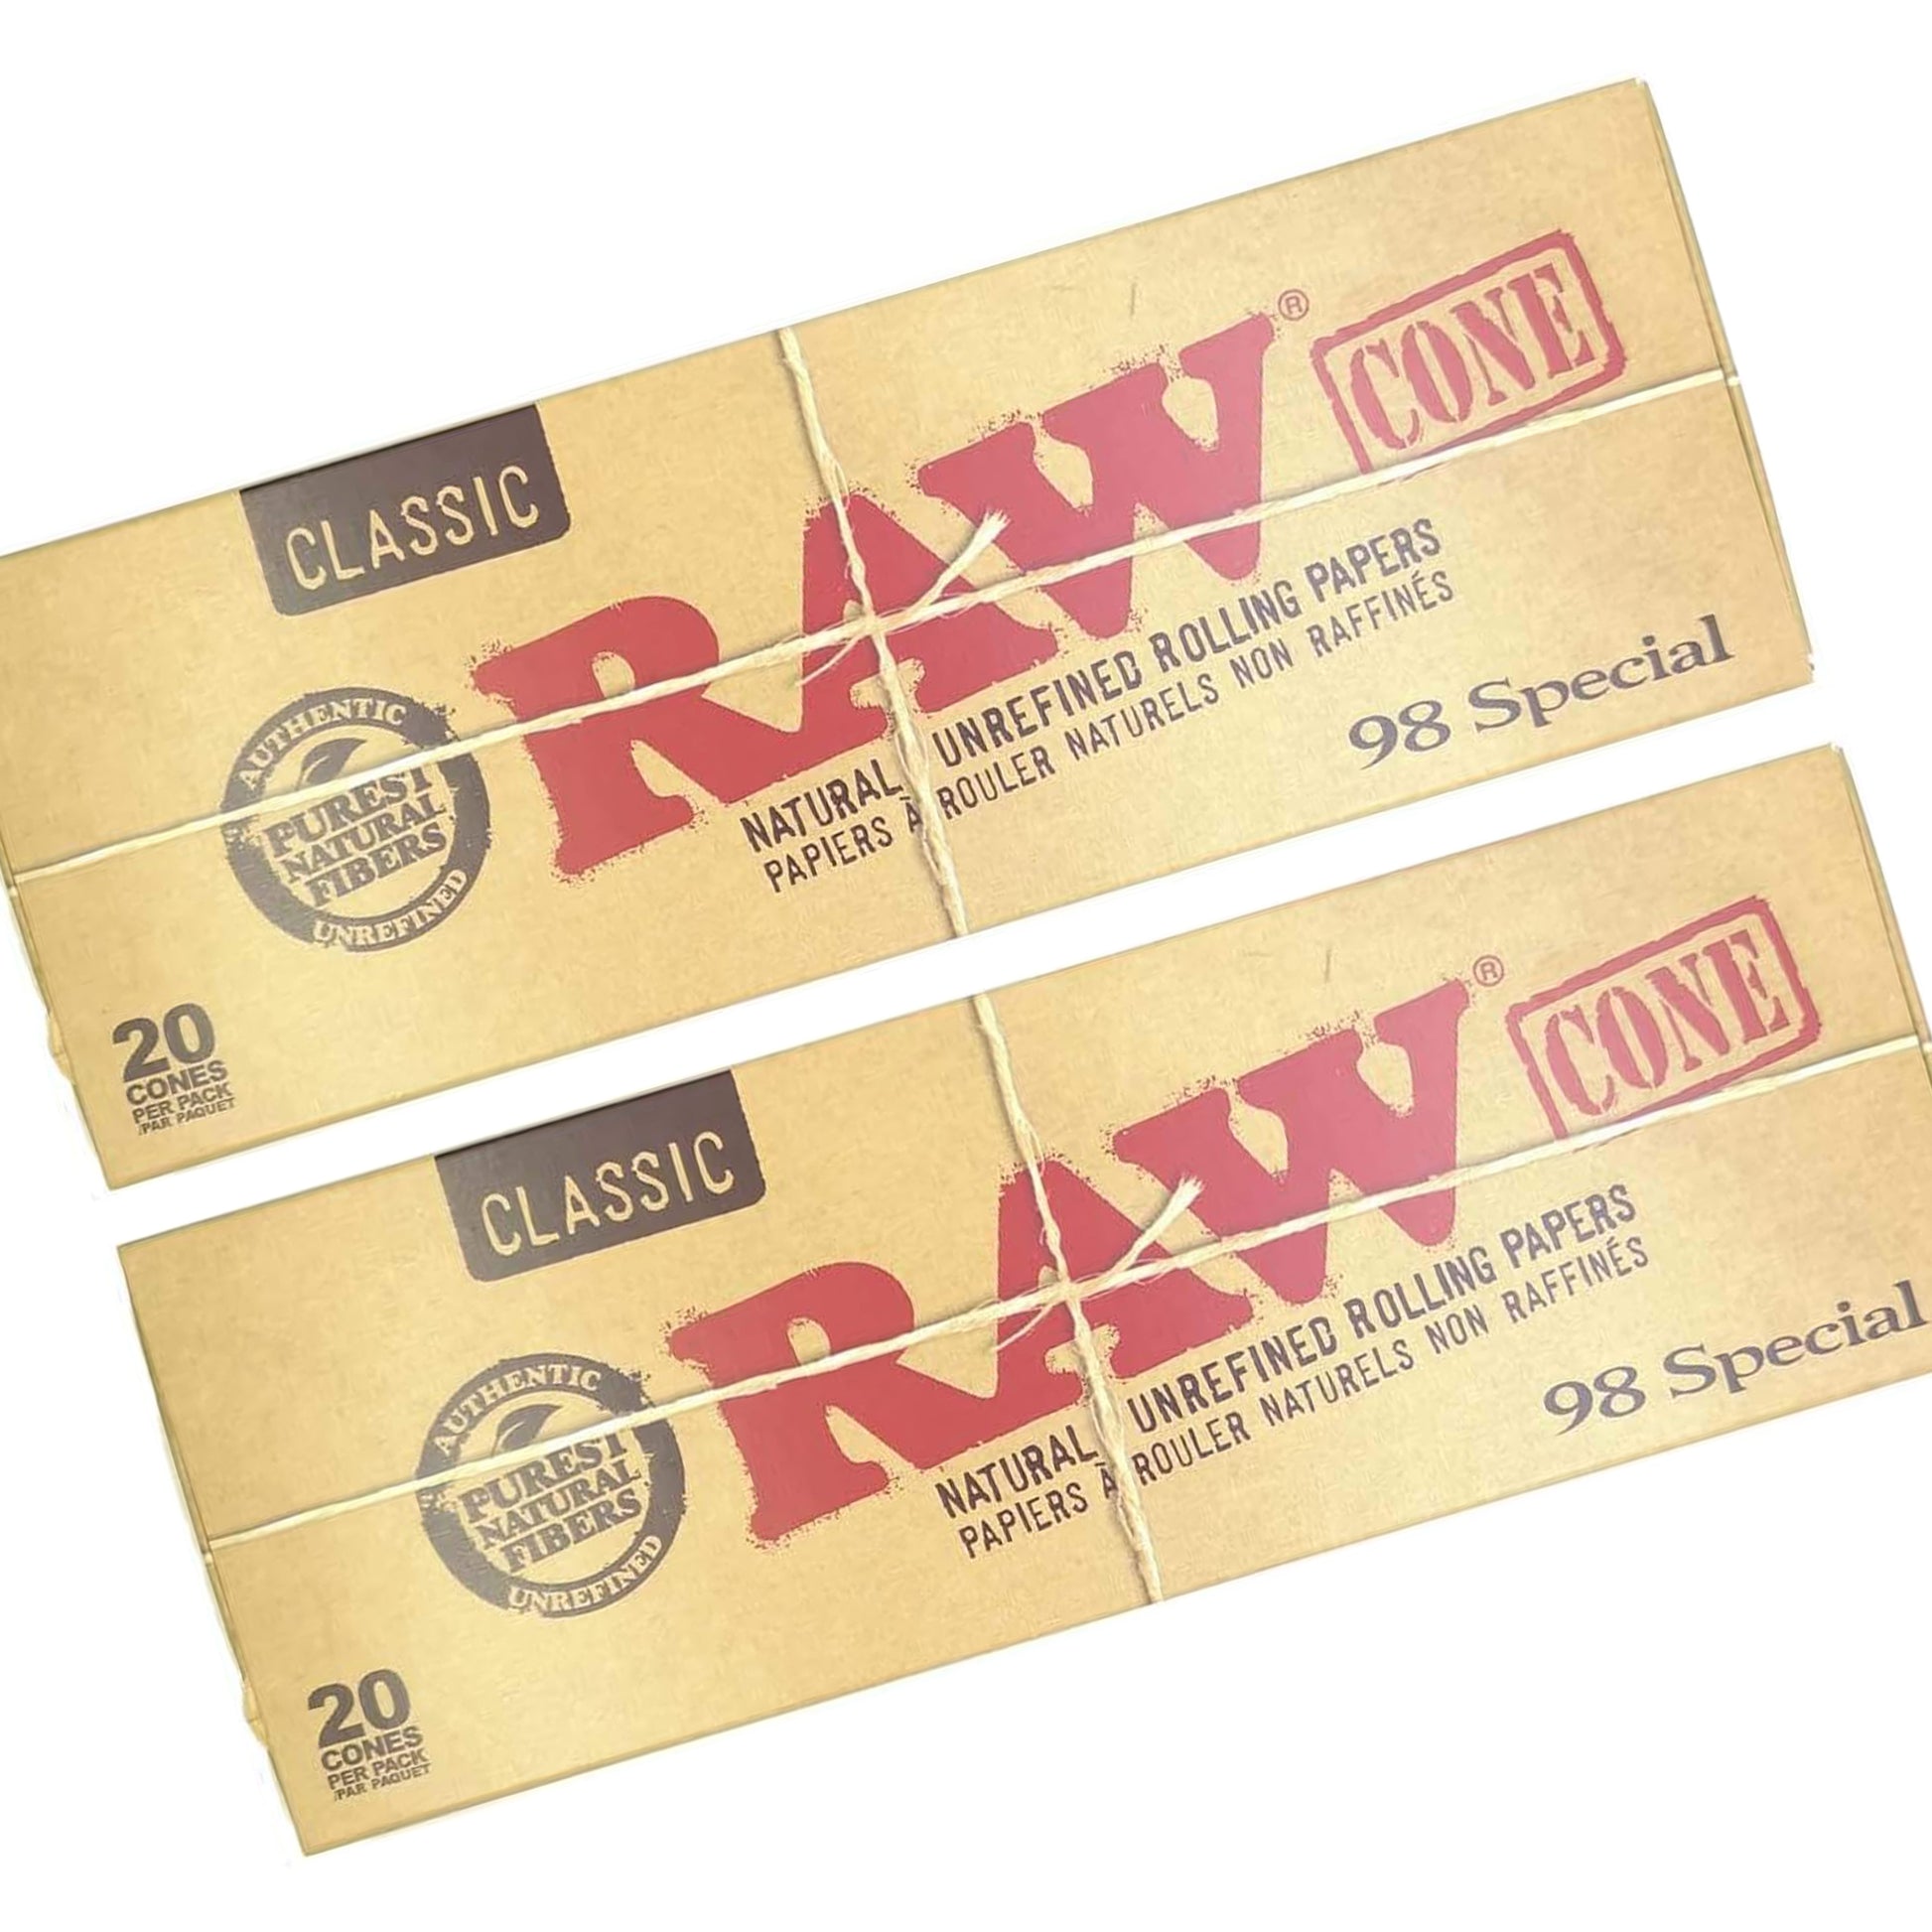 CLASSIC
RAW®
CONE
NATURAL UNREFINED ROLLING PAPERS
PAPIERS À ROULER NATURELS NON RAFFINÉS
98 Special
AUTHENTIC
PUREST
NATURAL
FIBERS
UNREFINED
20
CONES
PER PACK
/PAR PAQUET
CLASSIC
RAW®
CONE
NATURAL UNREFINED ROLLING PAPERS
PAPIERS À ROULER NATURELS NON RAFFINÉS
98 Special
AUTHENTIC
PUREST
NATURAL
FIBERS
UNREFINED
20
CONES
PER PACK
/PAR PAQUET